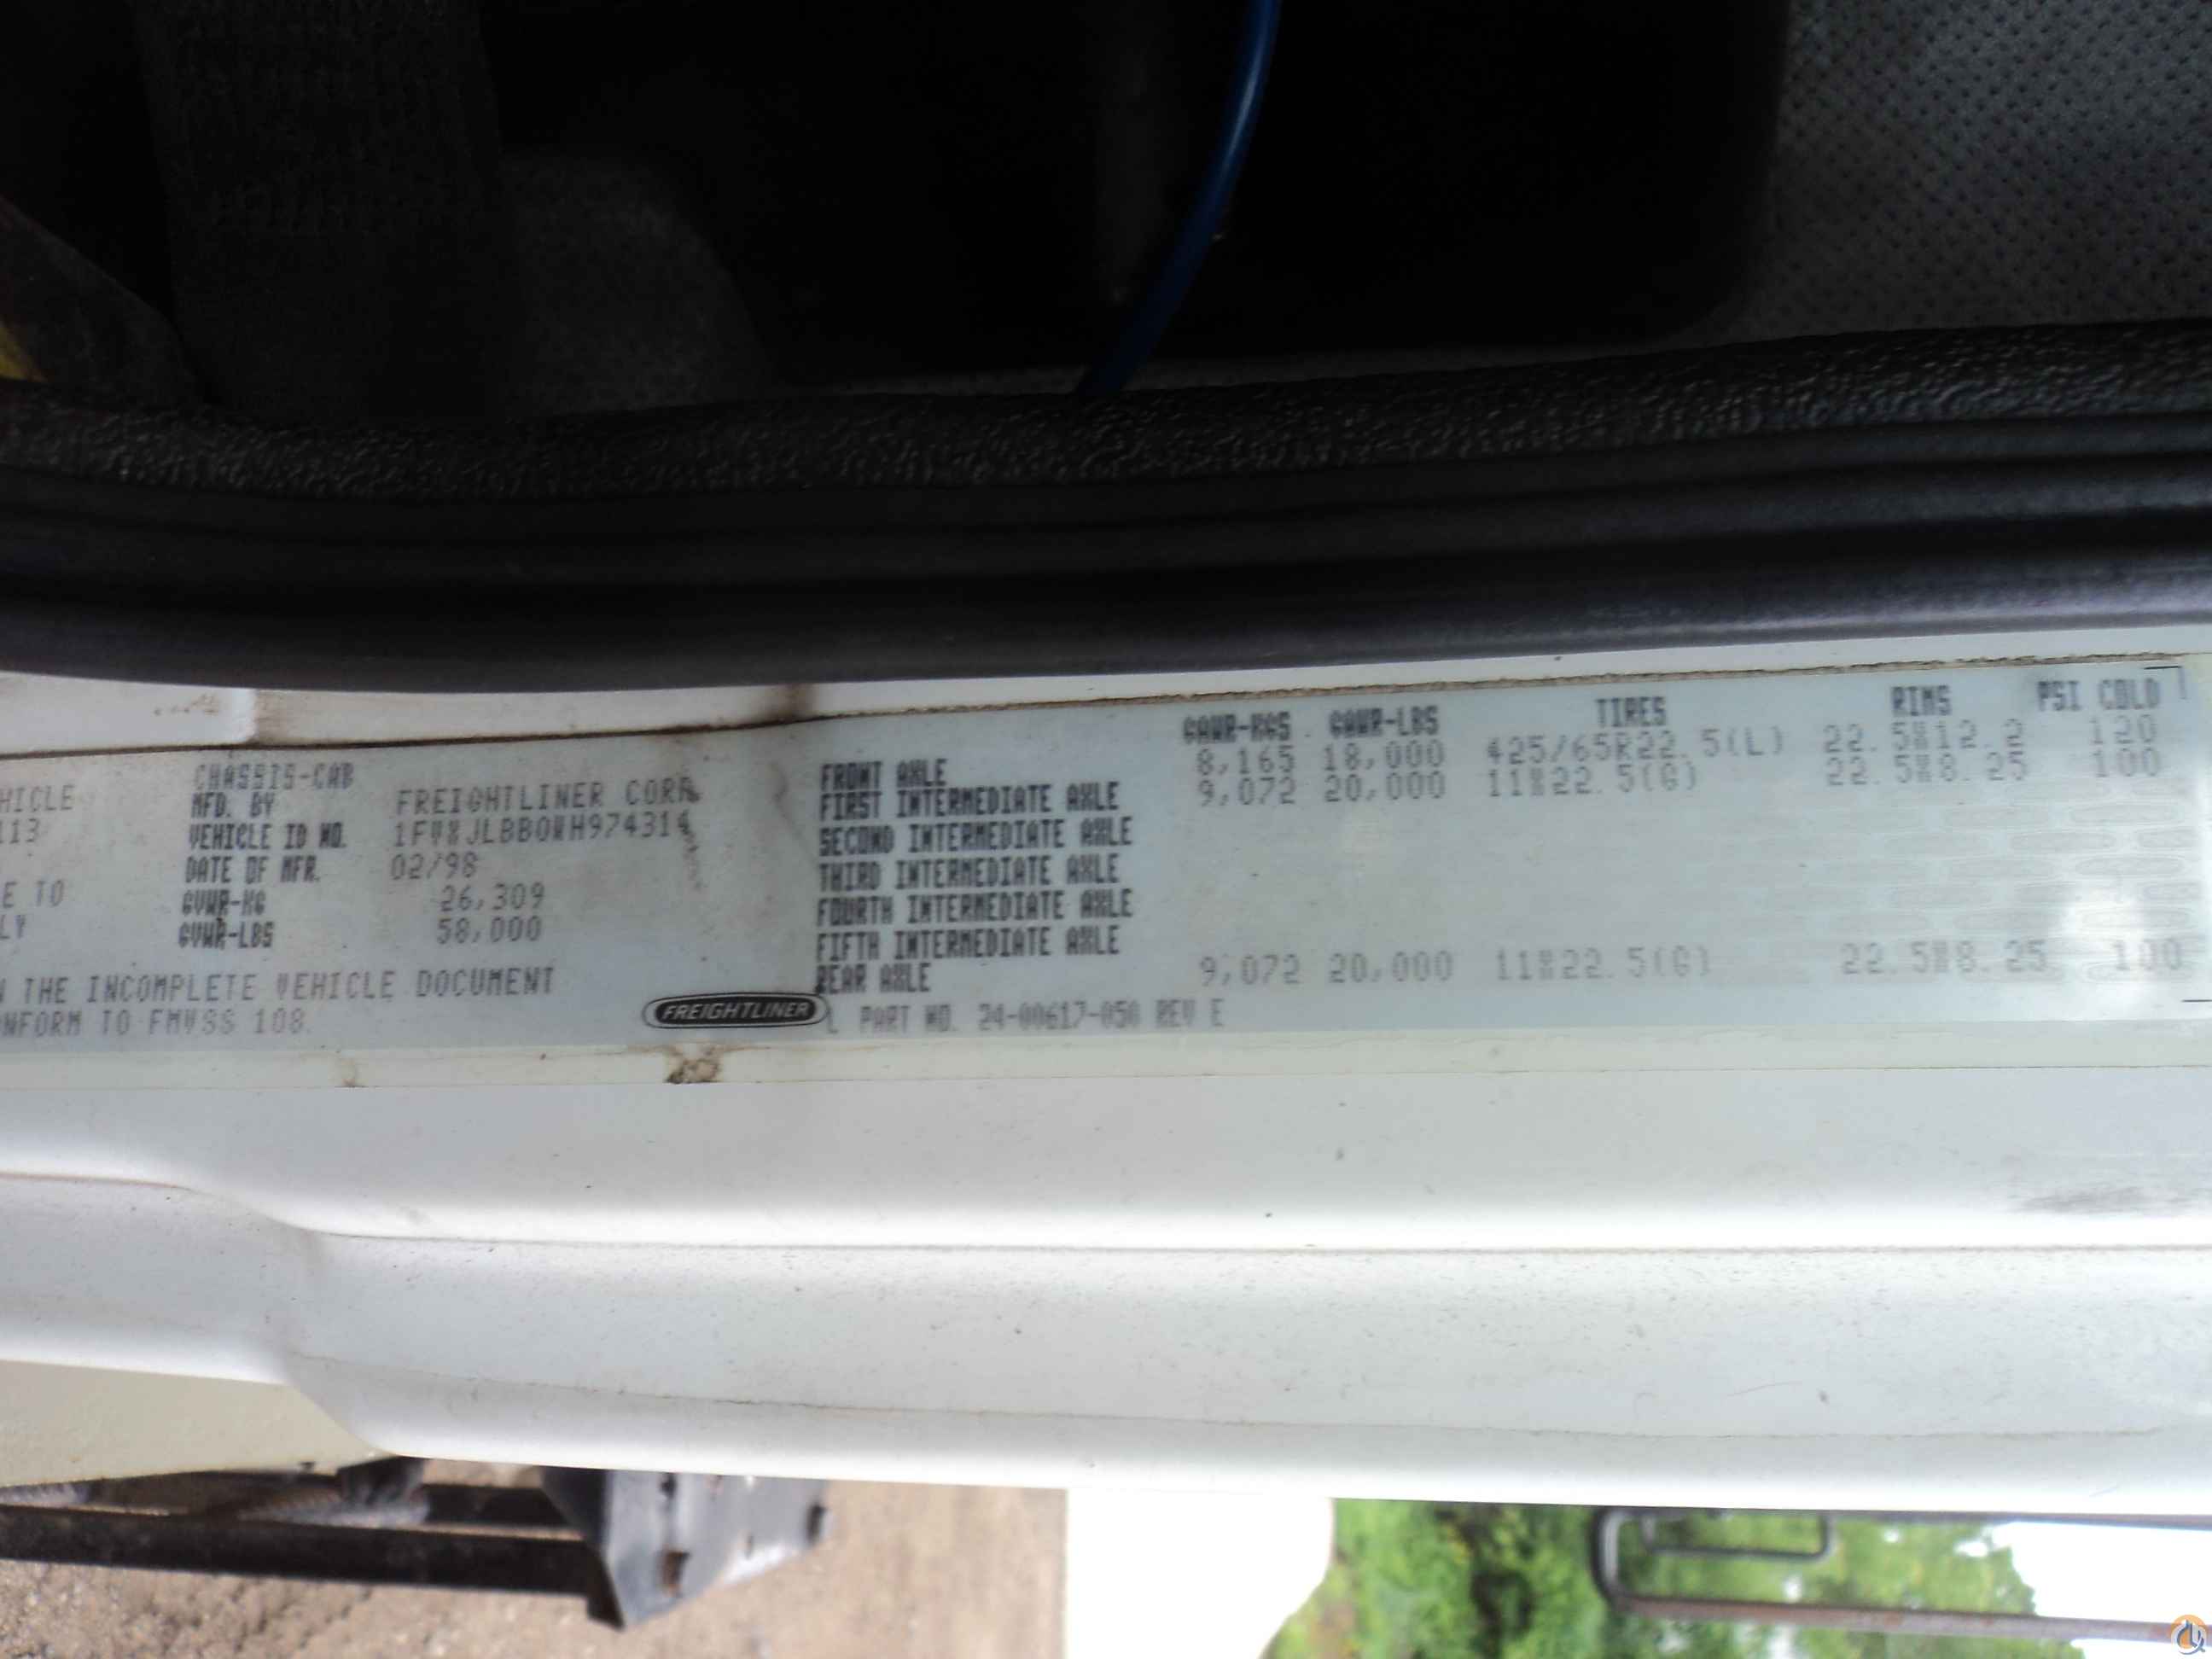 HICLE
113
E TO
LY
N THE INCOMPLETE VEHICLE DOCUMENT
NFORM TO FMVSS 108.
CHASSIS-CAB
MFD. BY FREIGHTLINER CORP
VEHICLE ID NO. 1FVXJLBB0WH974314
DATE OF MFR. 02/98
GVWR-KG 26,309
GVWR-LBS 58,000
FREIGHTLINER
GAWR-KGS GAWR-LBS TIRES RIMS PSI COLD
FRONT AXLE 8,165 18,000 425/65R22.5(L) 22.5X12.2 120
FIRST INTERMEDIATE AXLE 9,072 20,000 11X22.5(G) 22.5X8.25 100
SECOND INTERMEDIATE AXLE
THIRD INTERMEDIATE AXLE
FOURTH INTERMEDIATE AXLE
FIFTH INTERMEDIATE AXLE
REAR AXLE 9,072 20,000 11X22.5(G) 22.5X8.25 100
L PART NO. 24-00617-050 REV E